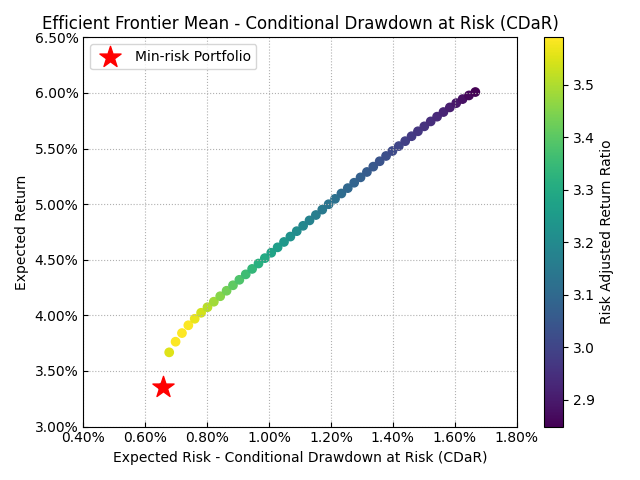 Efficient Frontier Mean - Conditional Drawdown at Risk (CDaR)
6.50%
6.00%
5.50%
5.00%
4.50%
4.00%
3.50%
3.00%
Expected Return
Min-risk Portfolio
0.40% 0.60% 0.80% 1.00% 1.20% 1.40% 1.60% 1.80%
Expected Risk - Conditional Drawdown at Risk (CDaR)
3.5
3.4
3.3
3.2
3.1
3.0
2.9
Risk Adjusted Return Ratio